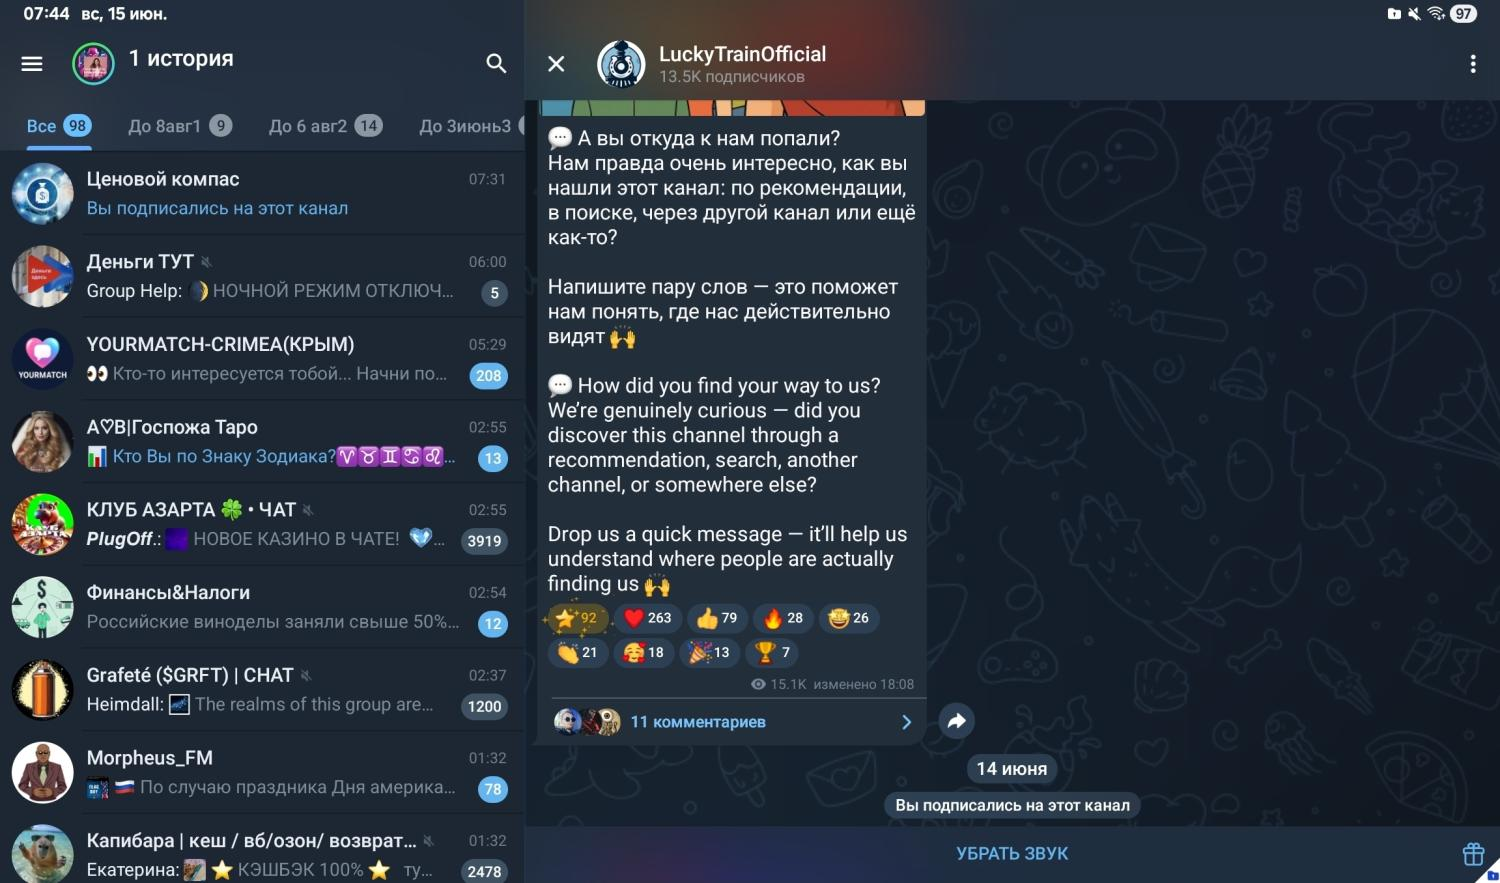 07:44 вс, 15 июн.
97
1 история
LuckyTrainOfficial
13.5K подписчиков
Все 98
До 8авг1 9
До 6 авг2 14
До 3июнь3
Ценовой компас 07:31
Вы подписались на этот канал
Деньги ТУТ 06:00
Group Help: НОЧНОЙ РЕЖИМ ОТКЛЮЧ… 5
YOURMATCH
YOURMATCH-CRIMEA(КРЫМ) 05:29
👀 Кто-то интересуется тобой... Начни по… 208
А♡В|Госпожа Таро 02:55
📊 Кто Вы по Знаку Зодиака?♈♉♊♋♌… 13
КЛУБ АЗАРТА 🍀 • ЧАТ 02:55
PlugOff.: НОВОЕ КАЗИНО В ЧАТЕ! … 3919
Финансы&Налоги 02:54
Российские виноделы заняли свыше 50%… 12
Grafeté ($GRFT) | CHAT 02:37
Heimdall: The realms of this group are… 1200
Morpheus_FM 01:32
🇷🇺 По случаю праздника Дня америка… 78
Капибара | кеш / вб/озон/ возврат… 01:32
Екатерина: ⭐ КЭШБЭК 100% ⭐ ту… 2478
💬 А вы откуда к нам попали?
Нам правда очень интересно, как вы
нашли этот канал: по рекомендации,
в поиске, через другой канал или ещё
как-то?
Напишите пару слов — это поможет
нам понять, где нас действительно
видят 🙌
💬 How did you find your way to us?
We’re genuinely curious — did you
discover this channel through a
recommendation, search, another
channel, or somewhere else?
Drop us a quick message — it’ll help us
understand where people are actually
finding us 🙌
⭐ 92 ❤️ 263 👍 79 🔥 28 🤩 26
👏 21 🥰 18 🎉 13 🏆 7
15.1K изменено 18:08
11 комментариев
14 июня
Вы подписались на этот канал
УБРАТЬ ЗВУК